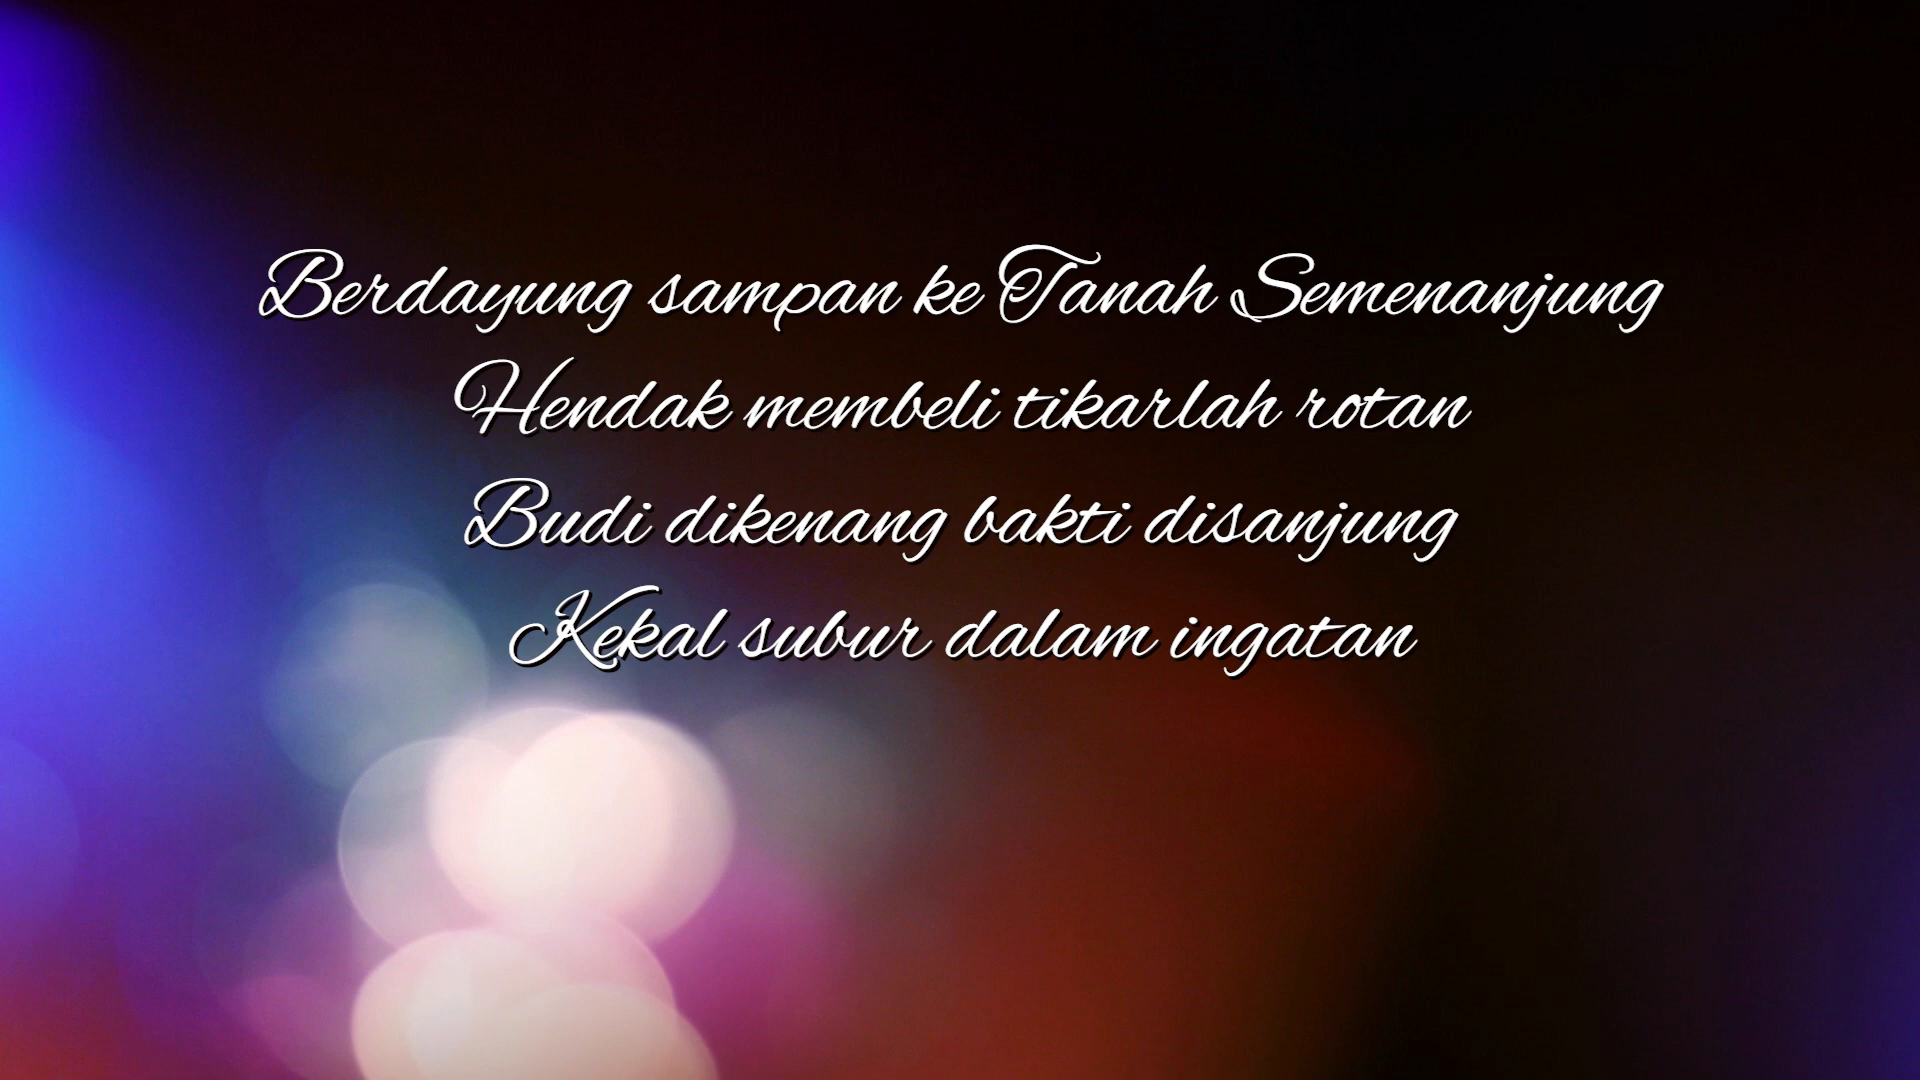 Berdayung sampan ke Tanah Semenanjung
Hendak membeli tikarlah rotan
Budi dikenang bakti disanjung
Kekal subur dalam ingatan